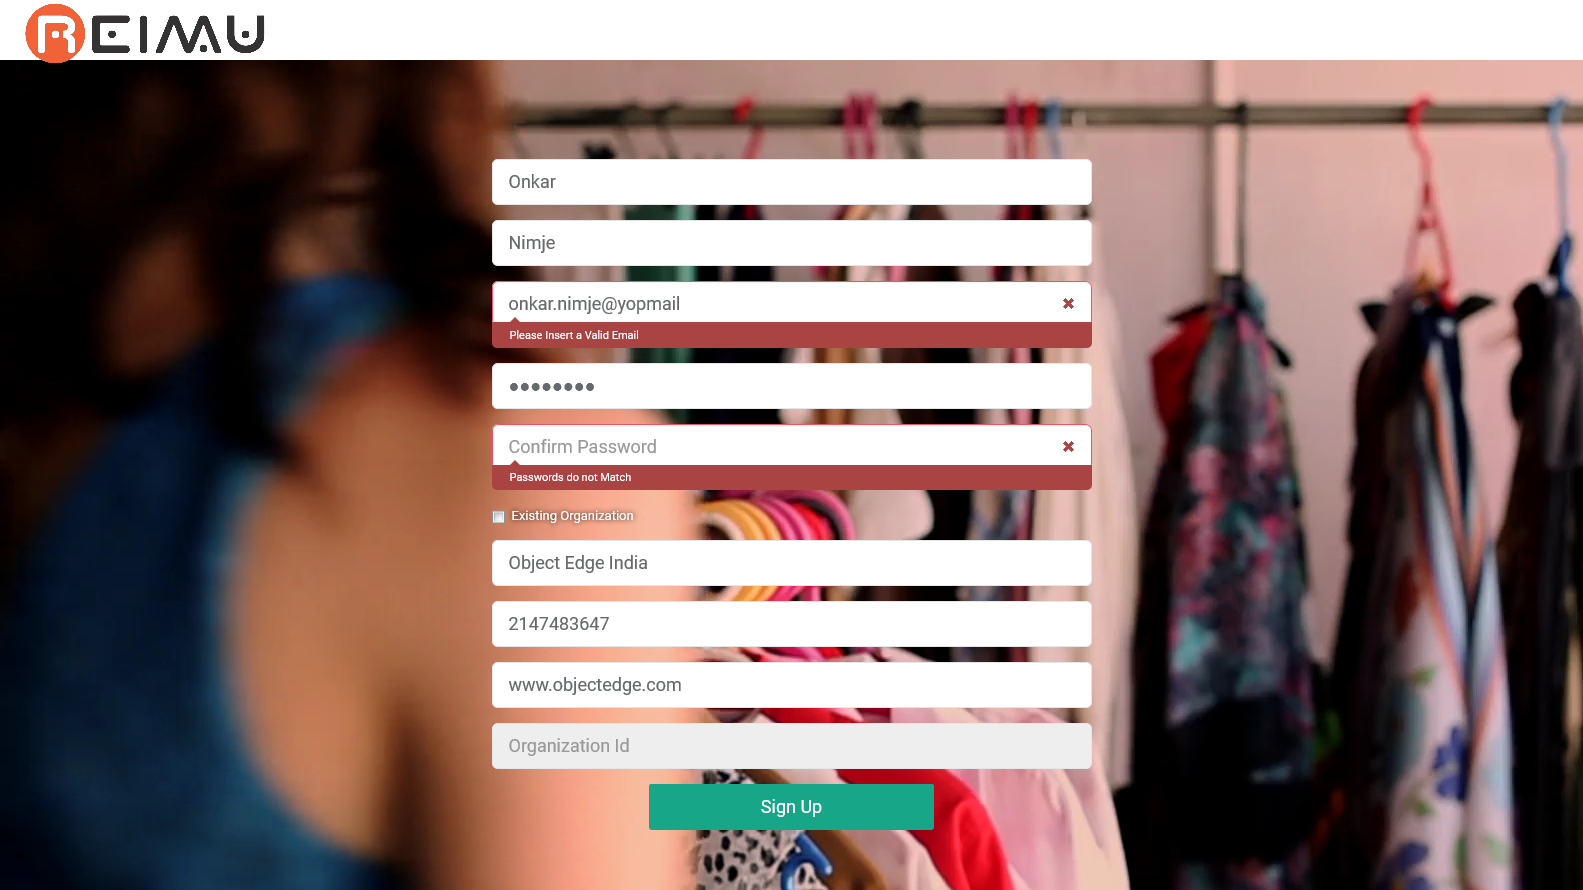 REIMU
Onkar
Nimje
onkar.nimje@yopmail
Please Insert a Valid Email
Confirm Password
Passwords do not Match
Existing Organization
Object Edge India
2147483647
www.objectedge.com
Organization Id
Sign Up